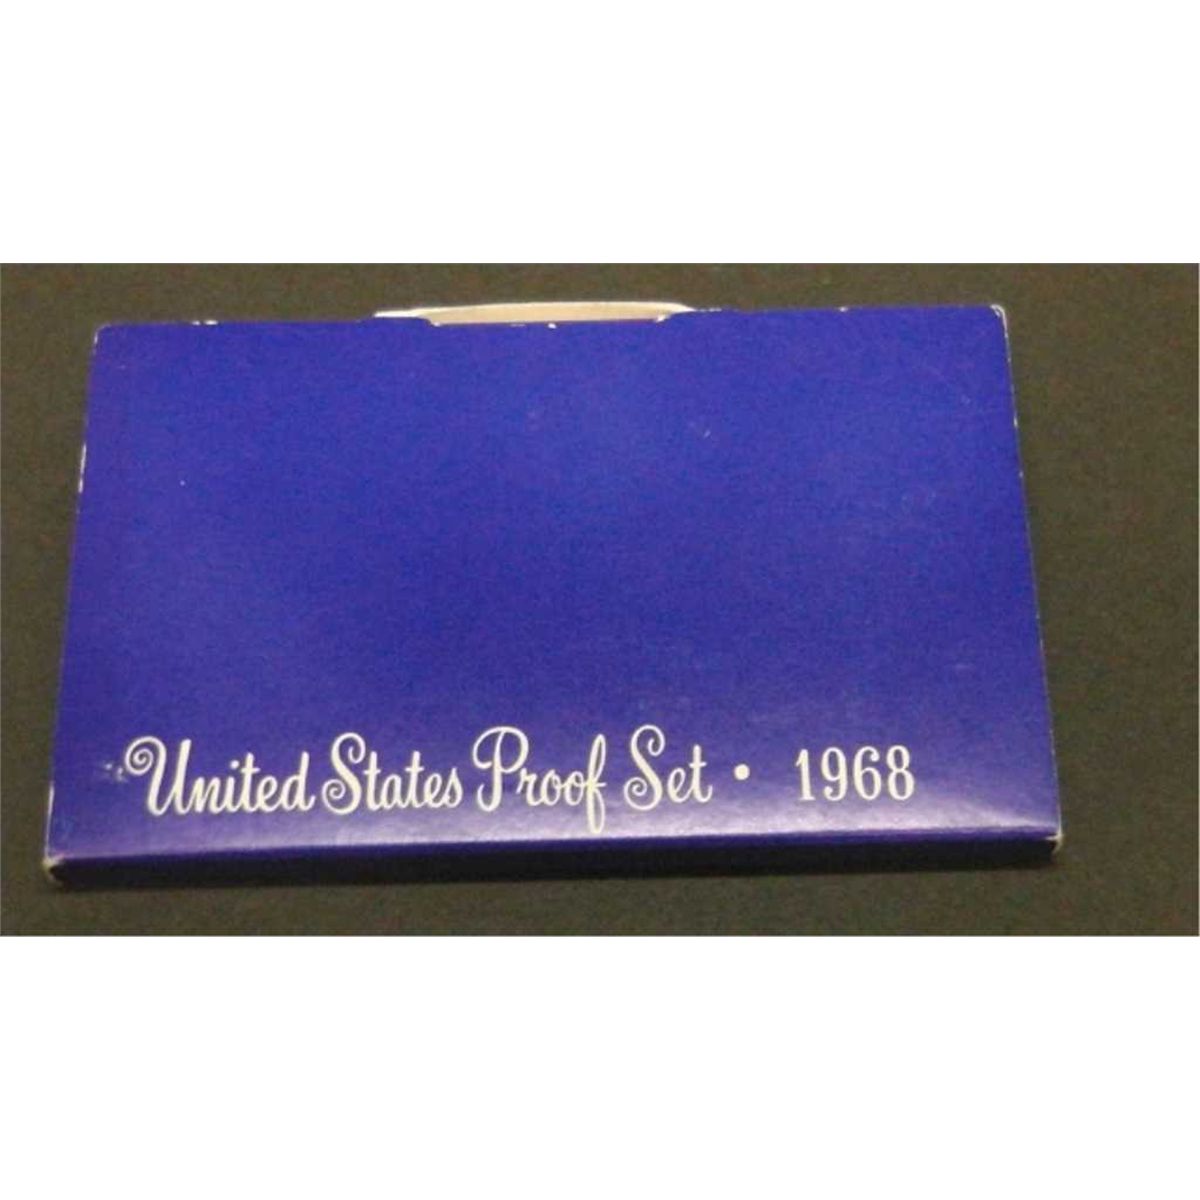 United States Proof Set • 1968